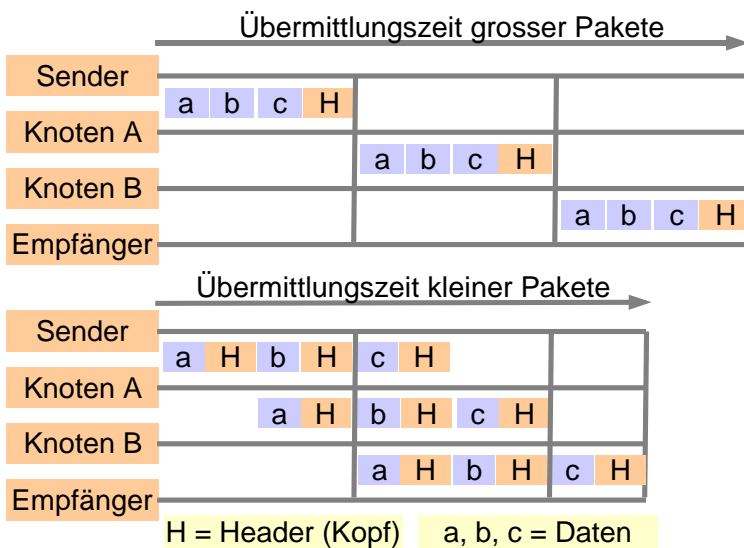 Übermittlungszeit grosser Pakete
Sender
a b c H
Knoten A
a b c H
Knoten B
a b c H
Empfänger
Übermittlungszeit kleiner Pakete
Sender
a H b H c H
Knoten A
a H b H c H
Knoten B
a H b H c H
Empfänger
H = Header (Kopf) a, b, c = Daten